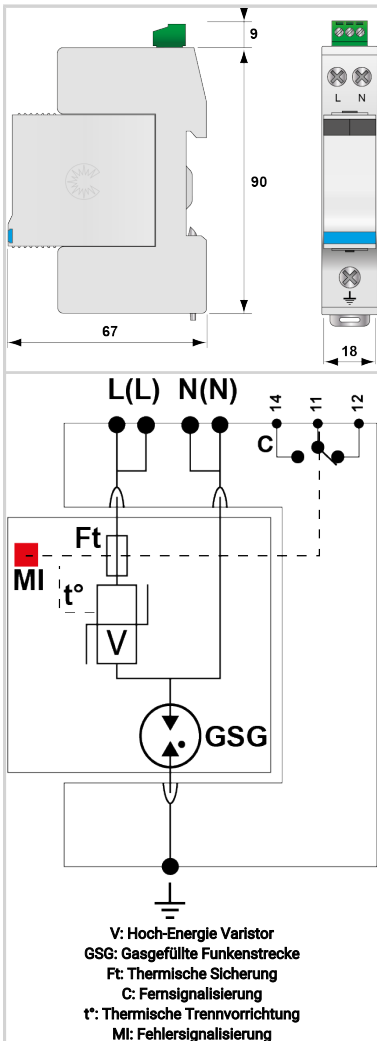 9
L N
90
67
18
L(L) N(N)
14 11 12
C
Ft
MI
t°
V
GSG
V: Hoch-Energie Varistor
GSG: Gasgefüllte Funkenstrecke
Ft: Thermische Sicherung
C: Fernsignalisierung
t°: Thermische Trennvorrichtung
MI: Fehlersignalisierung